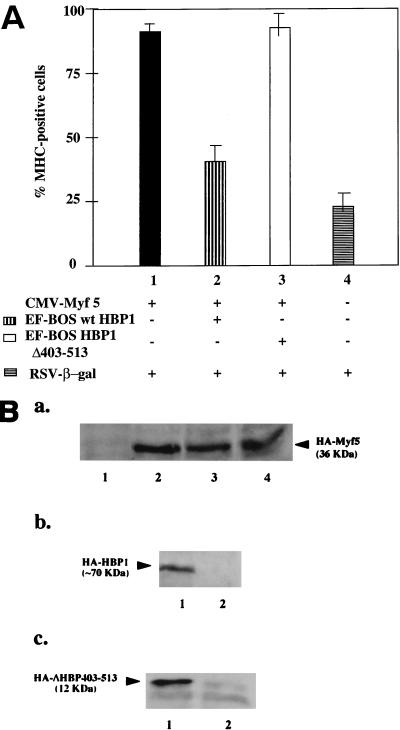 A
% MHC-positive cells
100
75
50
25
0
1 2 3 4
CMV-Myf 5 + + + -
EF-BOS wt HBP1 - + - -
EF-BOS HBP1
Δ403-513 - - + -
RSV-β-gal + + + +
B
a.
HA-Myf5
(36 KDa)
1 2 3 4
b.
HA-HBP1
(~70 KDa)
1 2
c.
HA-ΔHBP403-513
(12 KDa)
1 2